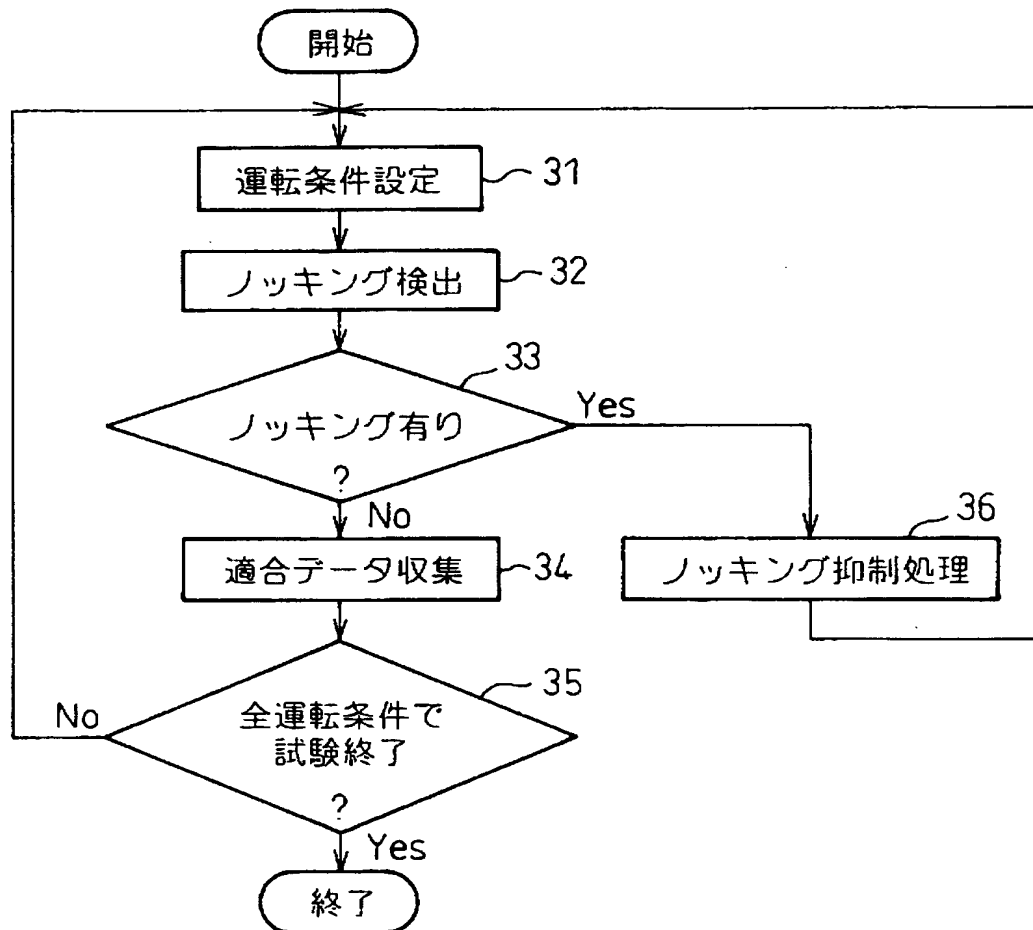 開始
運転条件設定
31
ノッキング検出
32
33
ノッキング有り
?
Yes
No
適合データ収集
34
36
ノッキング抑制処理
35
No
全運転条件で
試験終了
?
Yes
終了